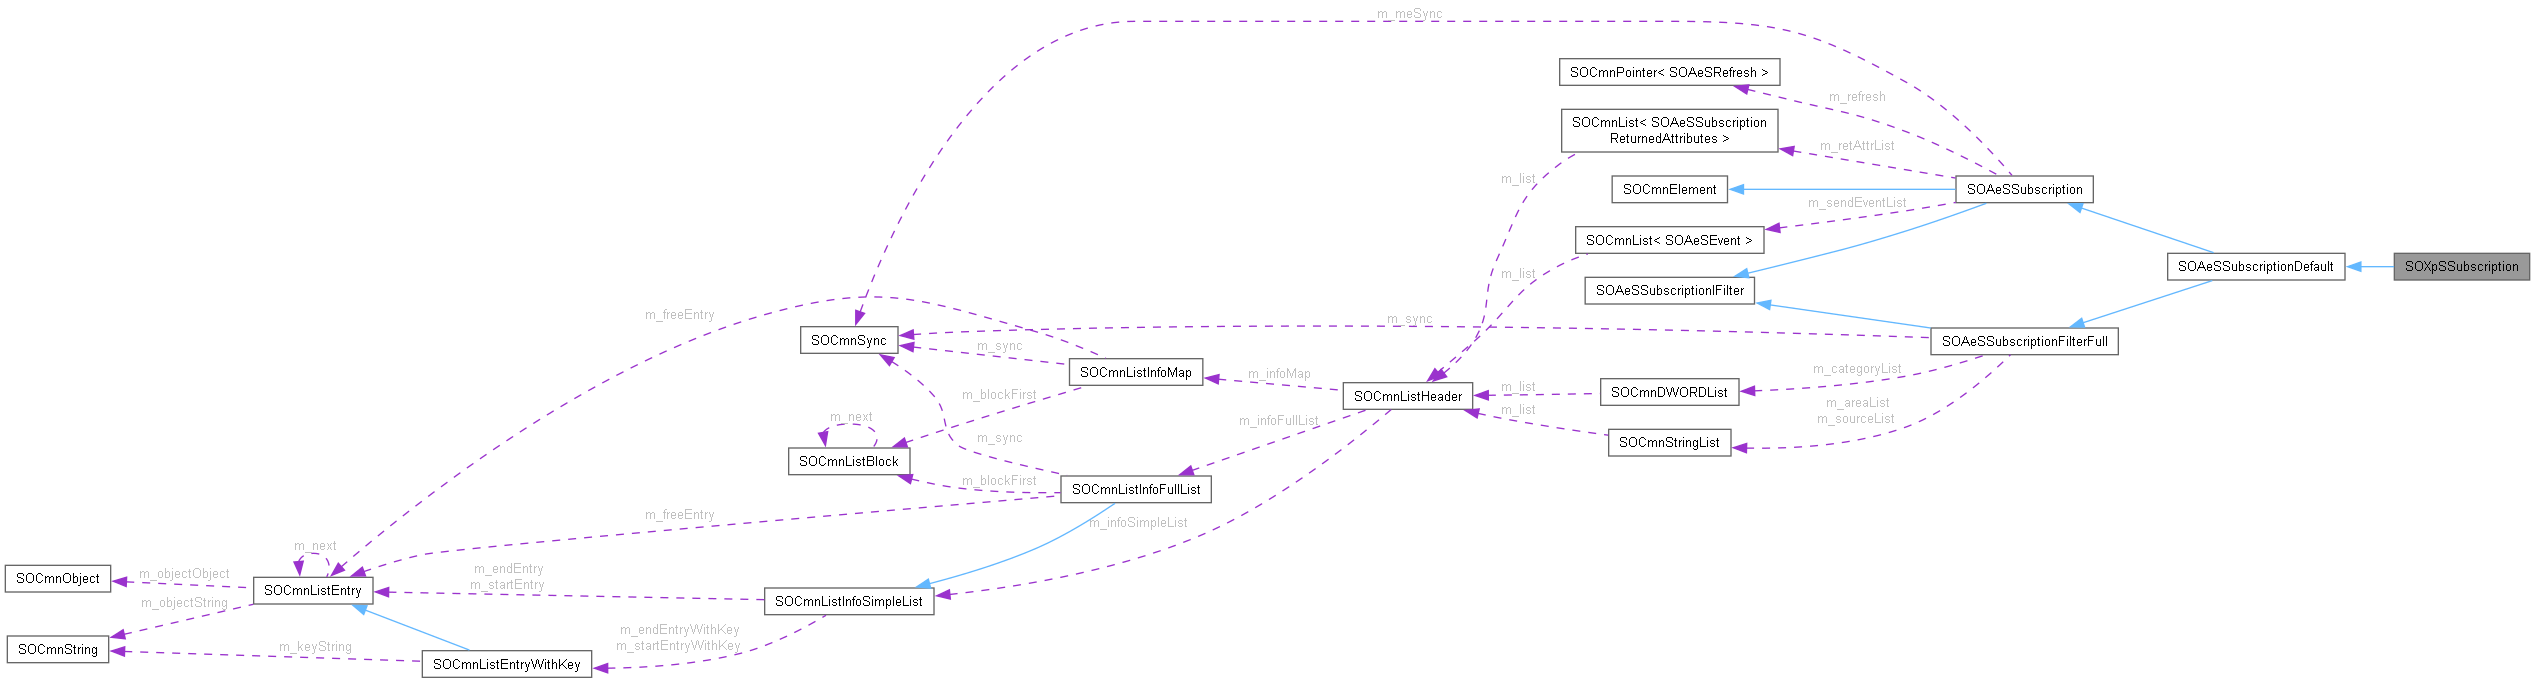 m_meSync
SOCmnPointer< SOAeSRefresh >
m_refresh
SOCmnList< SOAeSSubscription
ReturnedAttributes >
m_retAttrList
m_list
SOCmnElement
SOAeSSubscription
m_sendEventList
SOCmnList< SOAeSEvent >
SOAeSSubscriptionDefault
SOXpSSubscription
m_list
SOAeSSubscriptionIFilter
m_freeEntry
m_sync
SOCmnSync
m_sync
SOAeSSubscriptionFilterFull
SOCmnListInfoMap
m_infoMap
m_categoryList
m_blockFirst
SOCmnListHeader
m_list
SOCmnDWORDList
m_list
m_areaList
m_sourceList
m_next
m_infoFullList
m_sync
SOCmnStringList
SOCmnListBlock
m_blockFirst
SOCmnListInfoFullList
m_freeEntry
m_infoSimpleList
m_next
SOCmnObject
m_objectObject
m_endEntry
m_startEntry
SOCmnListEntry
m_objectString
SOCmnListInfoSimpleList
m_endEntryWithKey
m_startEntryWithKey
SOCmnString
m_keyString
SOCmnListEntryWithKey